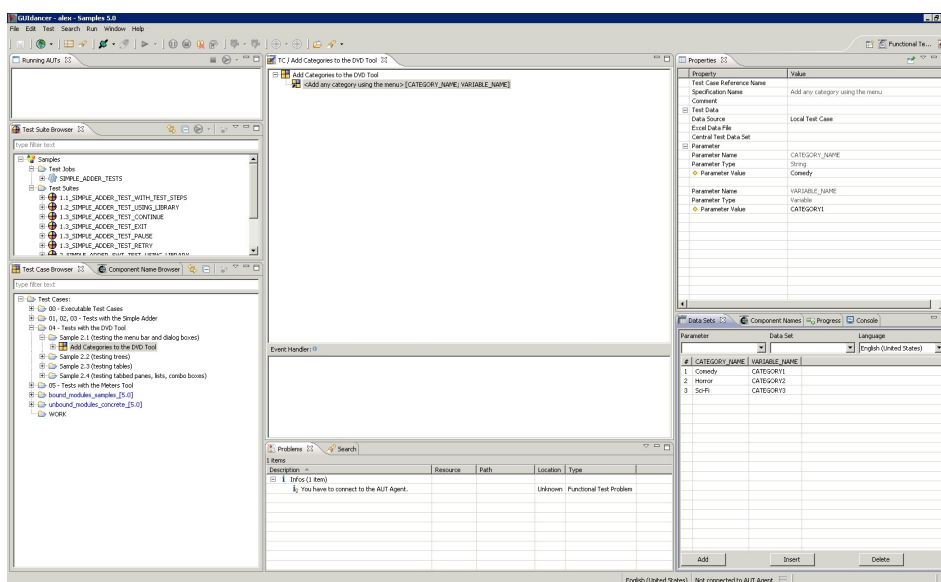 GUIdancer - alex - Samples 5.0
File Edit Test Search Run Window Help
Functional Te...
Running AUTs
Test Suite Browser
type filter text
Samples
Test Jobs
SIMPLE_ADDER_TESTS
Test Suites
1.1_SIMPLE_ADDER_TEST_WITH_TEST_STEPS
1.2_SIMPLE_ADDER_TEST_USING_LIBRARY
1.3_SIMPLE_ADDER_TEST_CONTINUE
1.3_SIMPLE_ADDER_TEST_EXIT
1.3_SIMPLE_ADDER_TEST_PAUSE
1.3_SIMPLE_ADDER_TEST_RETRY
Test Case Browser Component Name Browser
type filter text
Test Cases:
00 - Executable Test Cases
01, 02, 03 - Tests with the Simple Adder
04 - Tests with the DVD Tool
Sample 2.1 (testing the menu bar and dialog boxes)
Add Categories to the DVD Tool
Sample 2.2 (testing trees)
Sample 2.3 (testing tables)
Sample 2.4 (testing tabbed panes, lists, combo boxes)
05 - Tests with the Meters Tool
bound_modules_samples_[5.0]
unbound_modules_concrete_[5.0]
WORK
TC / Add Categories to the DVD Tool
Add Categories to the DVD Tool
<Add any category using the menu> [CATEGORY_NAME; VARIABLE_NAME]
Event Handler:
Problems Search
1 items
Description Resource Path Location Type
Infos (1 item)
You have to connect to the AUT Agent. Unknown Functional Test Problem
Properties
Property Value
Test Case Reference Name
Specification Name Add any category using the menu
Comment
Test Data
Data Source Local Test Case
Excel Data File
Central Test Data Set
Parameter
Parameter Name CATEGORY_NAME
Parameter Type String
Parameter Value Comedy
Parameter Name VARIABLE_NAME
Parameter Type Variable
Parameter Value CATEGORY1
Data Sets Component Names Progress Console
Parameter Data Set Language
English (United States)
# CATEGORY_NAME VARIABLE_NAME
1 Comedy CATEGORY1
2 Horror CATEGORY2
3 Sci-Fi CATEGORY3
Add Insert Delete
English (United States) Not connected to AUT Agent